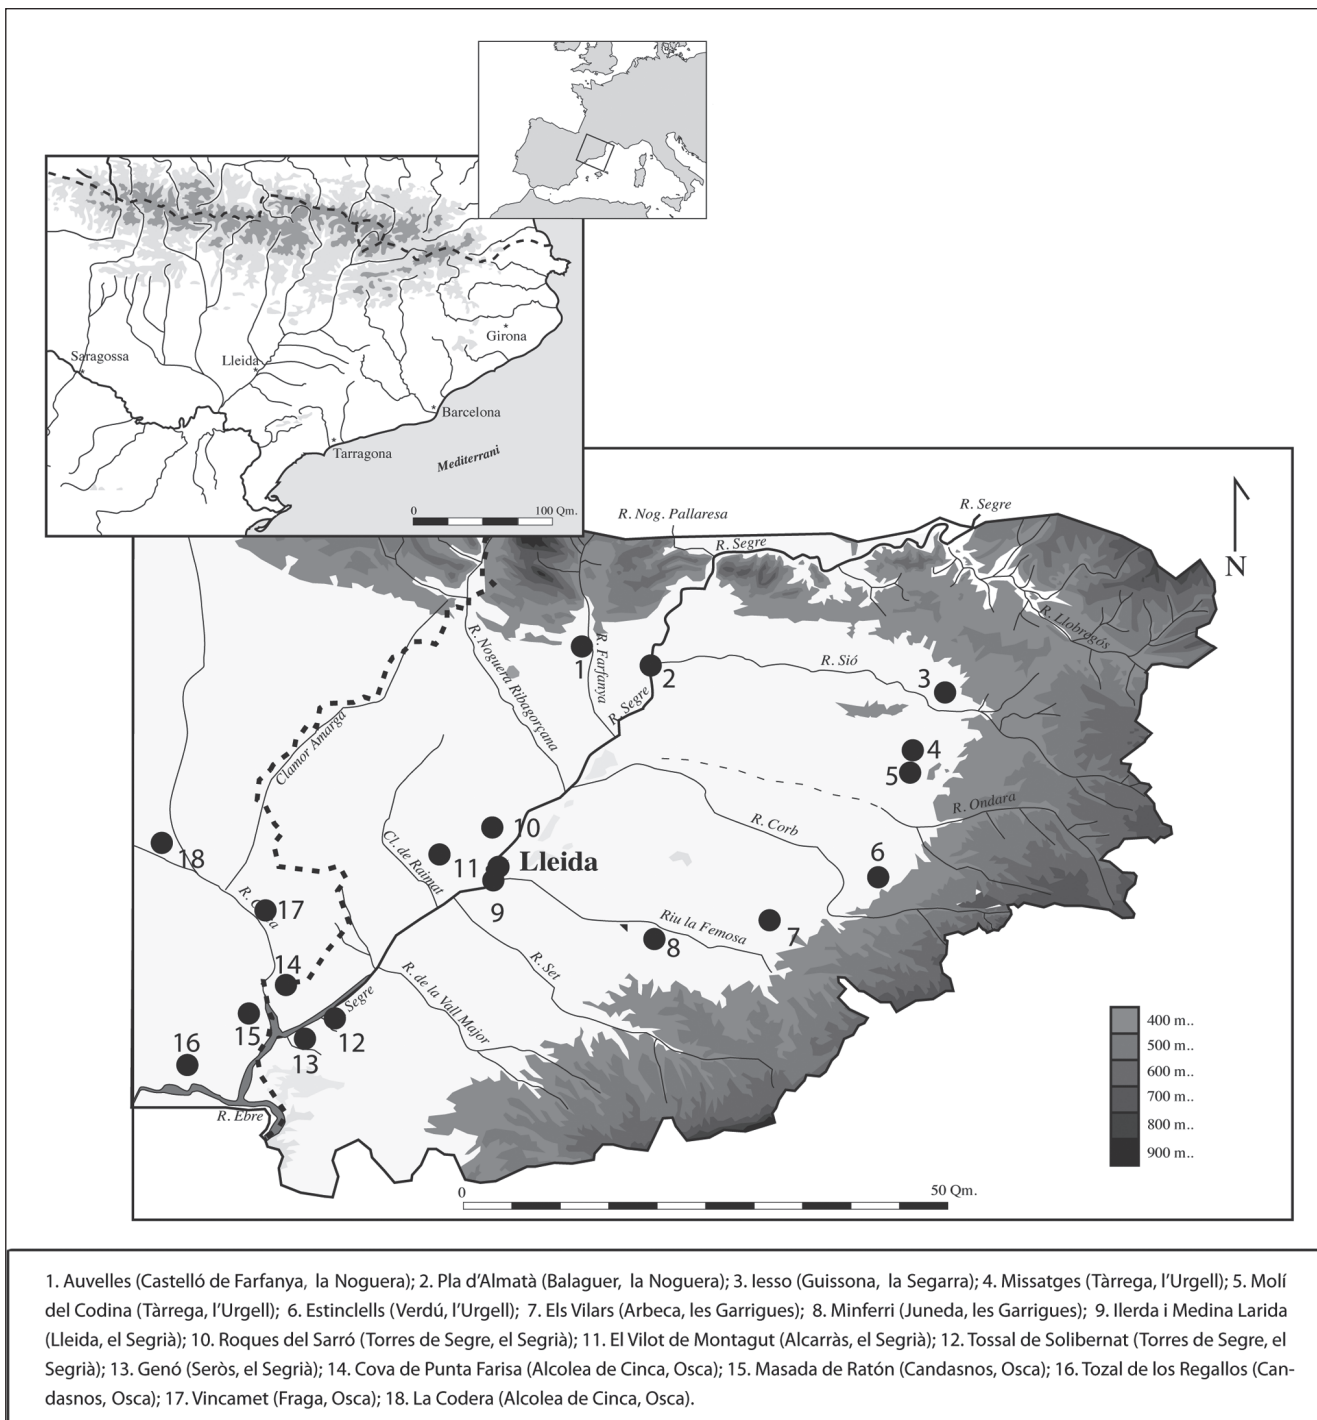 Saragossa
Lleida
Girona
Barcelona
Tarragona
Mediterrani
0
100 Qm.
R. Nog. Pallaresa
R. Segre
R. Segre
N
R. Llobregós
R. Noguera Ribagorçana
R. Farfanya
R. Segre
R. Sió
1
2
3
4
5
Clamor Amarga
R. Ondara
R. Corb
Cl. de Raimat
10
Lleida
11
9
6
18
17
Riu la Femosa
7
8
R. Set
R. de la Vall Major
14
Segre
15
12
13
16
R. Ebre
400 m..
500 m..
600 m..
700 m..
800 m..
900 m..
0
50 Qm.
1. Auvelles (Castelló de Farfanya, la Noguera); 2. Pla d'Almatà (Balaguer, la Noguera); 3. Iesso (Guissona, la Segarra); 4. Missatges (Tàrrega, l'Urgell); 5. Molí
del Codina (Tàrrega, l'Urgell); 6. Estinclells (Verdú, l'Urgell); 7. Els Vilars (Arbeca, les Garrigues); 8. Minferri (Juneda, les Garrigues); 9. Ilerda i Medina Larida
(Lleida, el Segrià); 10. Roques del Sarró (Torres de Segre, el Segrià); 11. El Vilot de Montagut (Alcarràs, el Segrià); 12. Tossal de Solibernat (Torres de Segre, el
Segrià); 13. Genó (Seròs, el Segrià); 14. Cova de Punta Farisa (Alcolea de Cinca, Osca); 15. Masada de Ratón (Candasnos, Osca); 16. Tozal de los Regallos (Can-
dasnos, Osca); 17. Vincamet (Fraga, Osca); 18. La Codera (Alcolea de Cinca, Osca).